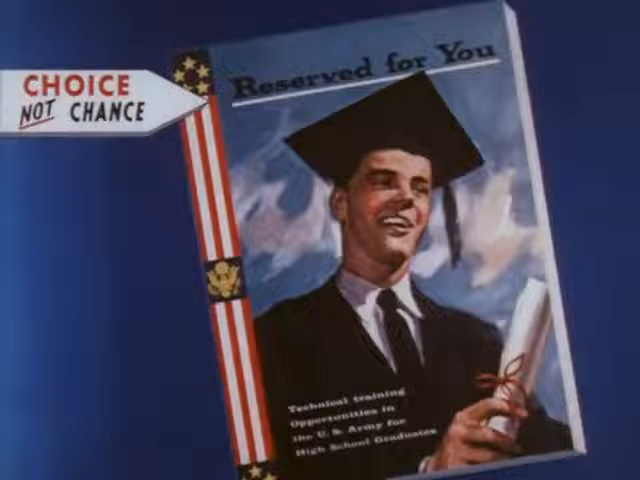 CHOICE
NOT CHANCE
Reserved for You
Technical training
Opportunities in
the U. S. Army for
High School Graduates